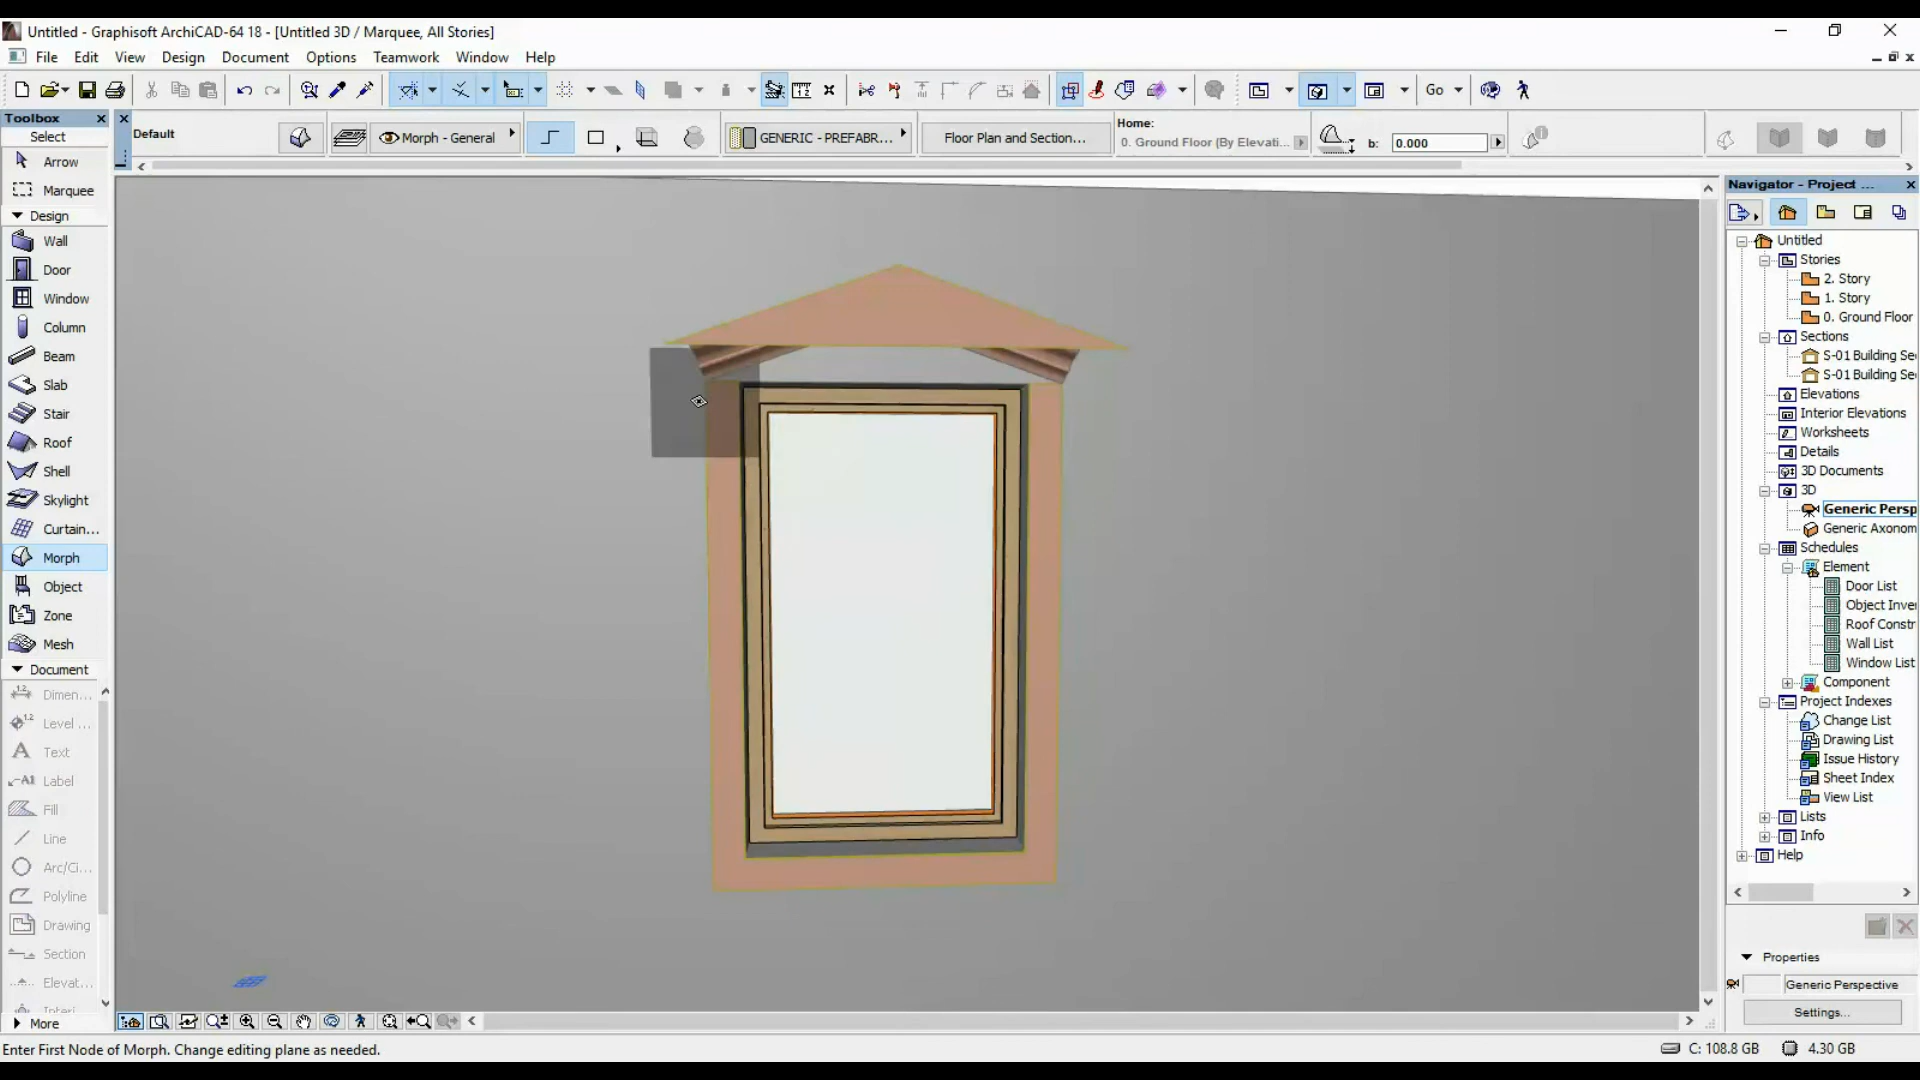 Untitled - Graphisoft ArchiCAD-64 18 - [Untitled 3D / Marquee, All Stories]
File Edit View Design Document Options Teamwork Window Help
Go
Toolbox
Select
Arrow
Marquee
Design
Wall
Door
Window
Column
Beam
Slab
Stair
Roof
Shell
Skylight
Curtain...
Morph
Object
Zone
Mesh
Document
Dimen...
Level ...
Text
Label
Fill
Line
Arc/Ci...
Polyline
Drawing
Section
Elevat...
More
Default
Morph - General
GENERIC - PREFABR...
Floor Plan and Section...
Home:
0. Ground Floor (By Elevati...
b:
0.000
Navigator - Project ...
Untitled
Stories
2. Story
1. Story
0. Ground Floor
Sections
S-01 Building Se
S-01 Building Se
Elevations
Interior Elevations
Worksheets
Details
3D Documents
3D
Generic Persp
Generic Axonom
Schedules
Element
Door List
Object Inve
Roof Constr
Wall List
Window List
Component
Project Indexes
Change List
Drawing List
Issue History
Sheet Index
View List
Lists
Info
Help
Properties
Generic Perspective
Settings...
Enter First Node of Morph. Change editing plane as needed.
C: 108.8 GB
4.30 GB